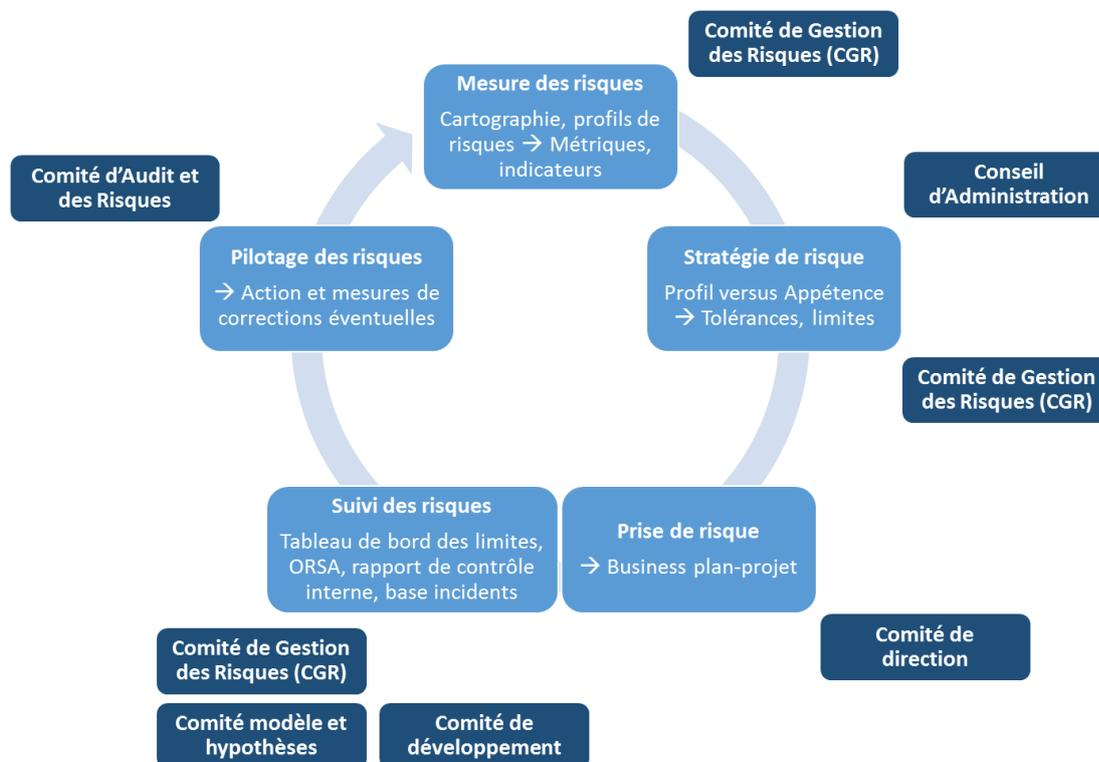 Comité de Gestion
des Risques (CGR)
Mesure des risques
Cartographie, profils de
risques → Métriques,
indicateurs
Comité d’Audit et
des Risques
Conseil
d’Administration
Pilotage des risques
→ Action et mesures de
corrections éventuelles
Stratégie de risque
Profil versus Appétence
→ Tolérances, limites
Comité de Gestion
des Risques (CGR)
Suivi des risques
Tableau de bord des limites,
ORSA, rapport de contrôle
interne, base incidents
Prise de risque
→ Business plan-projet
Comité de
direction
Comité de Gestion
des Risques (CGR)
Comité modèle et
hypothèses
Comité de
développement